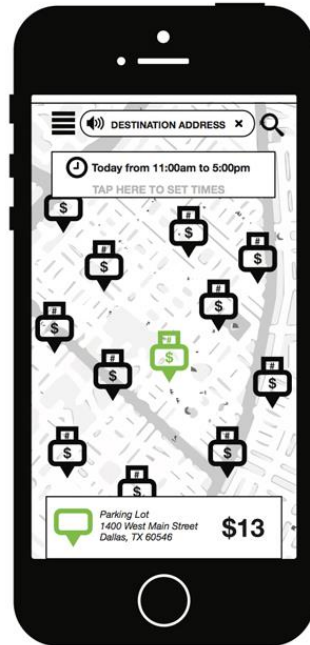 DESTINATION ADDRESS ×
Today from 11:00am to 5:00pm
TAP HERE TO SET TIMES
$
# $
# $
# $
# $
# $
# $
# $
# $
# $
# $
#
$
Parking Lot
1400 West Main Street
Dallas, TX 60546
$13